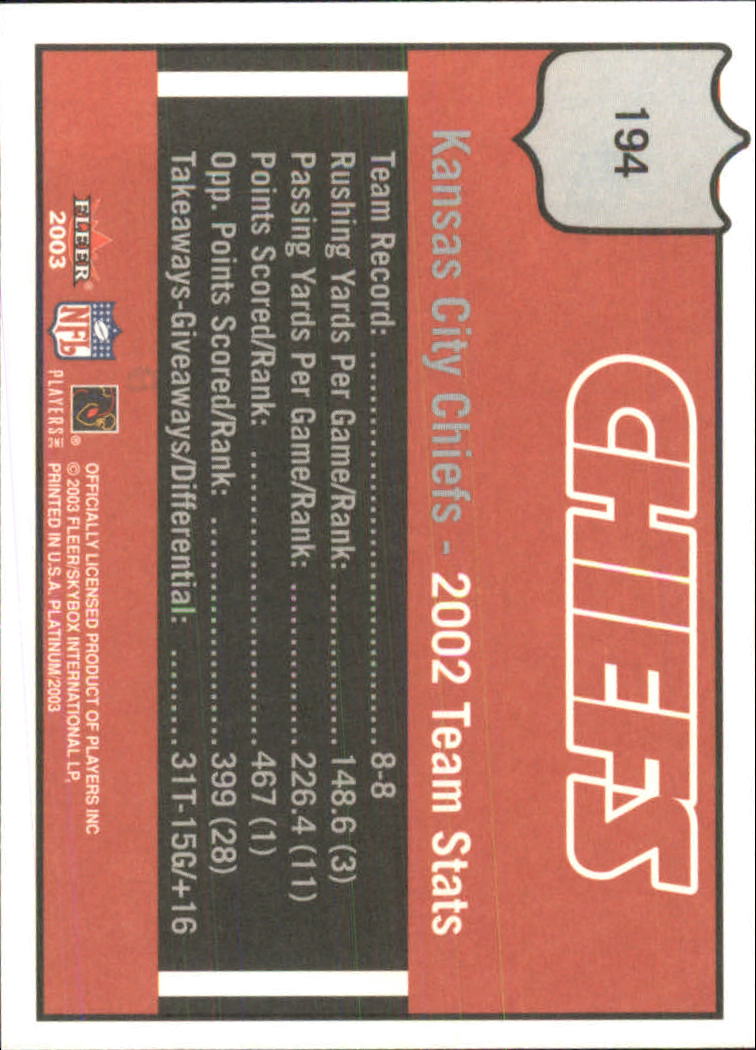 194
CHIEFS
Kansas City Chiefs - 2002 Team Stats
Team Record: 8-8
Rushing Yards Per Game/Rank: 148.6 (3)
Passing Yards Per Game/Rank: 226.4 (11)
Points Scored/Rank: 467 (1)
Opp. Points Scored/Rank: 399 (28)
Takeaways-Giveaways/Differential: 31T-15G/+16
FLEER®
2003
NFL
PLAYERS INC ®
OFFICIALLY LICENSED PRODUCT OF PLAYERS INC
© 2003 FLEER/SKYBOX INTERNATIONAL LP,
PRINTED IN U.S.A. PLATINUM/2003